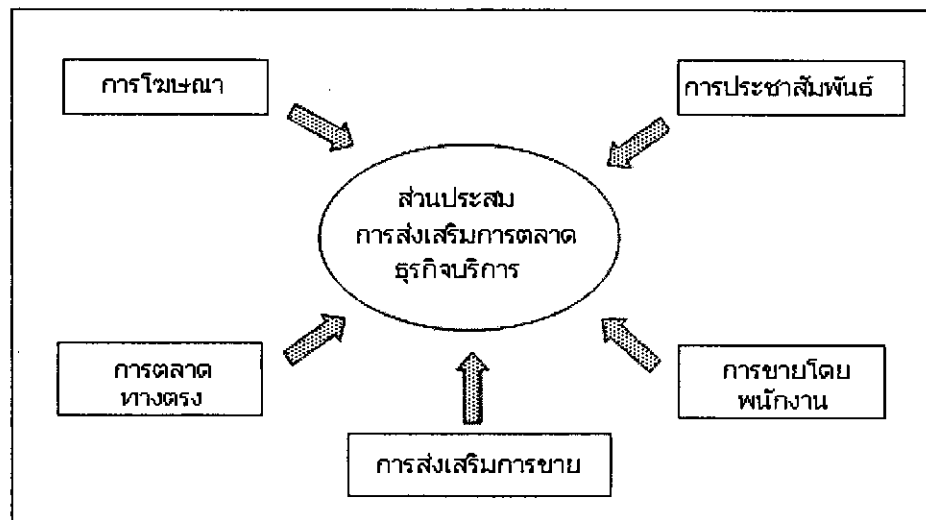 การโฆษณา
การประชาสัมพันธ์
ส่วนประสม
การส่งเสริมการตลาด
ธุรกิจบริการ
การตลาด
ทางตรง
การขายโดย
พนักงาน
การส่งเสริมการขาย